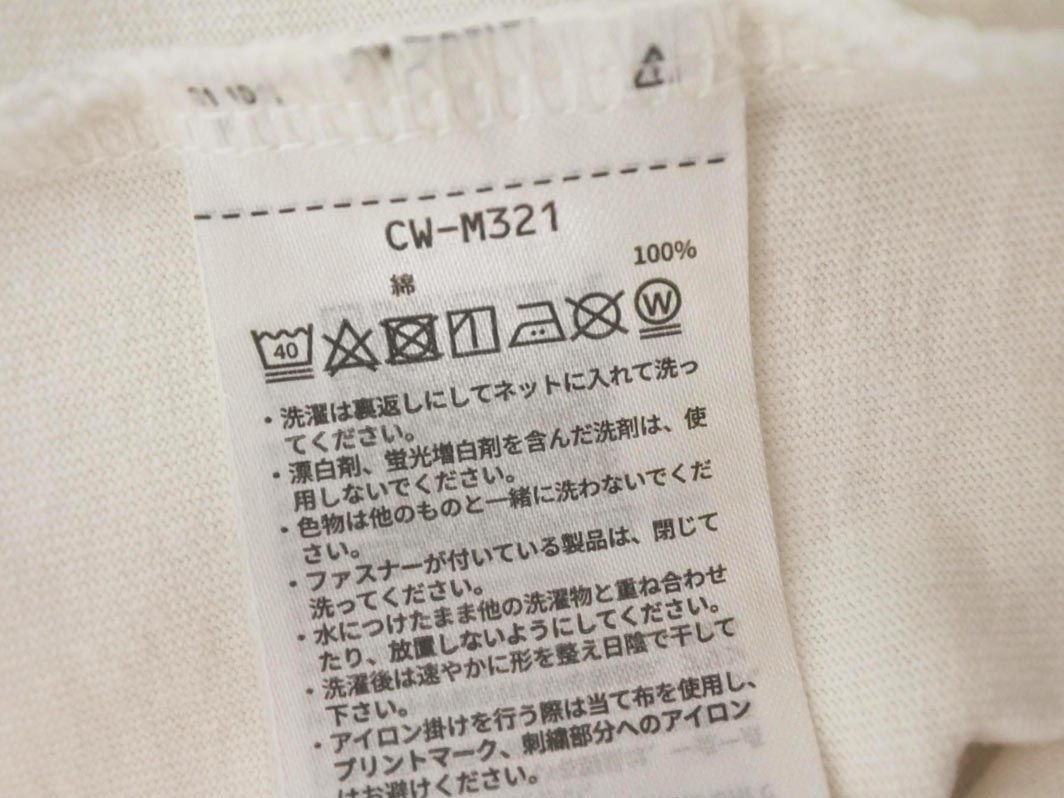 CW-M321
綿 100%
40 W
・洗濯は裏返しにしてネットに入れて洗っ
てください。
・漂白剤、蛍光増白剤を含んだ洗剤は、使
用しないでください。
・色物は他のものと一緒に洗わないでくだ
さい。
・ファスナーが付いている製品は、閉じて
洗ってください。
・水につけたまま他の洗濯物と重ね合わせ
たり、放置しないようにしてください。
・洗濯後は速やかに形を整え日陰で干して
下さい。
・アイロン掛けを行う際は当て布を使用し、
プリントマーク、刺繍部分へのアイロン
はお避けください。